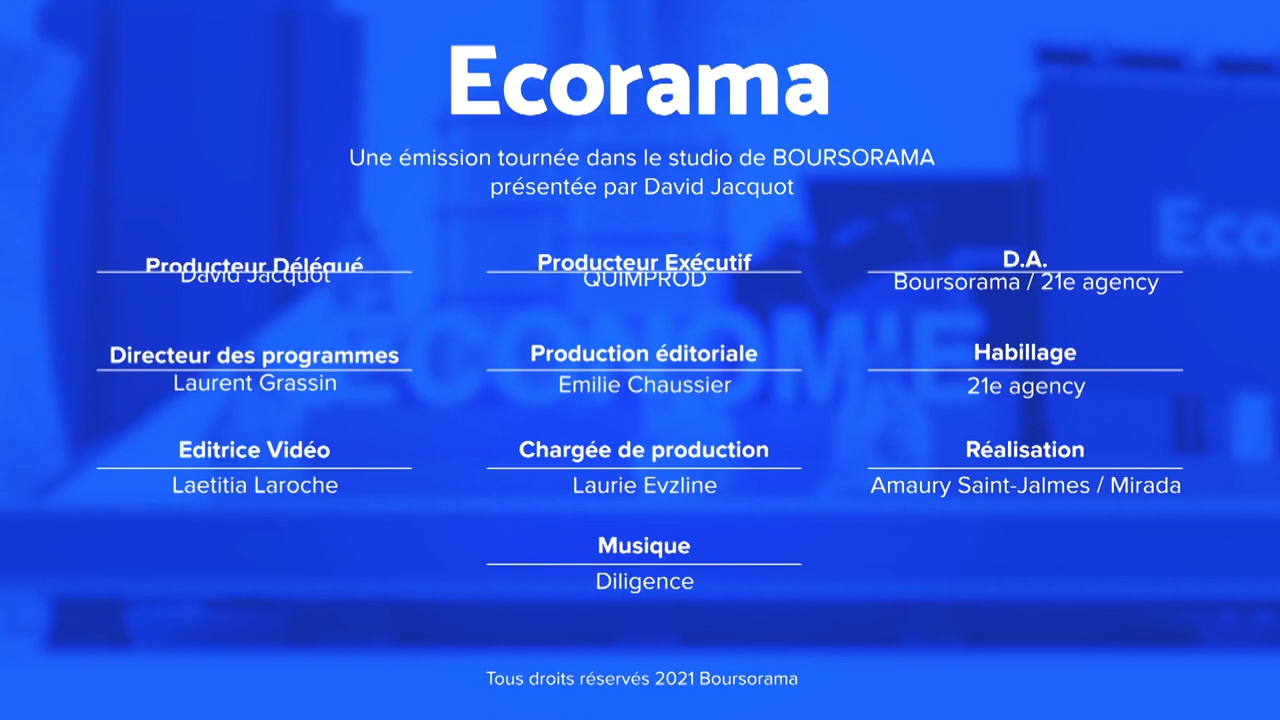 Ecorama
Une émission tournée dans le studio de BOURSORAMA
présentée par David Jacquot
Producteur Délégué
David Jacquot
Producteur Exécutif
QUIMPROD
D.A.
Boursorama / 21e agency
Directeur des programmes
Laurent Grassin
Production éditoriale
Emilie Chaussier
Habillage
21e agency
Editrice Vidéo
Laetitia Laroche
Chargée de production
Laurie Evzline
Réalisation
Amaury Saint-Jalmes / Mirada
Musique
Diligence
Tous droits réservés 2021 Boursorama
ECONOMIE
Eco